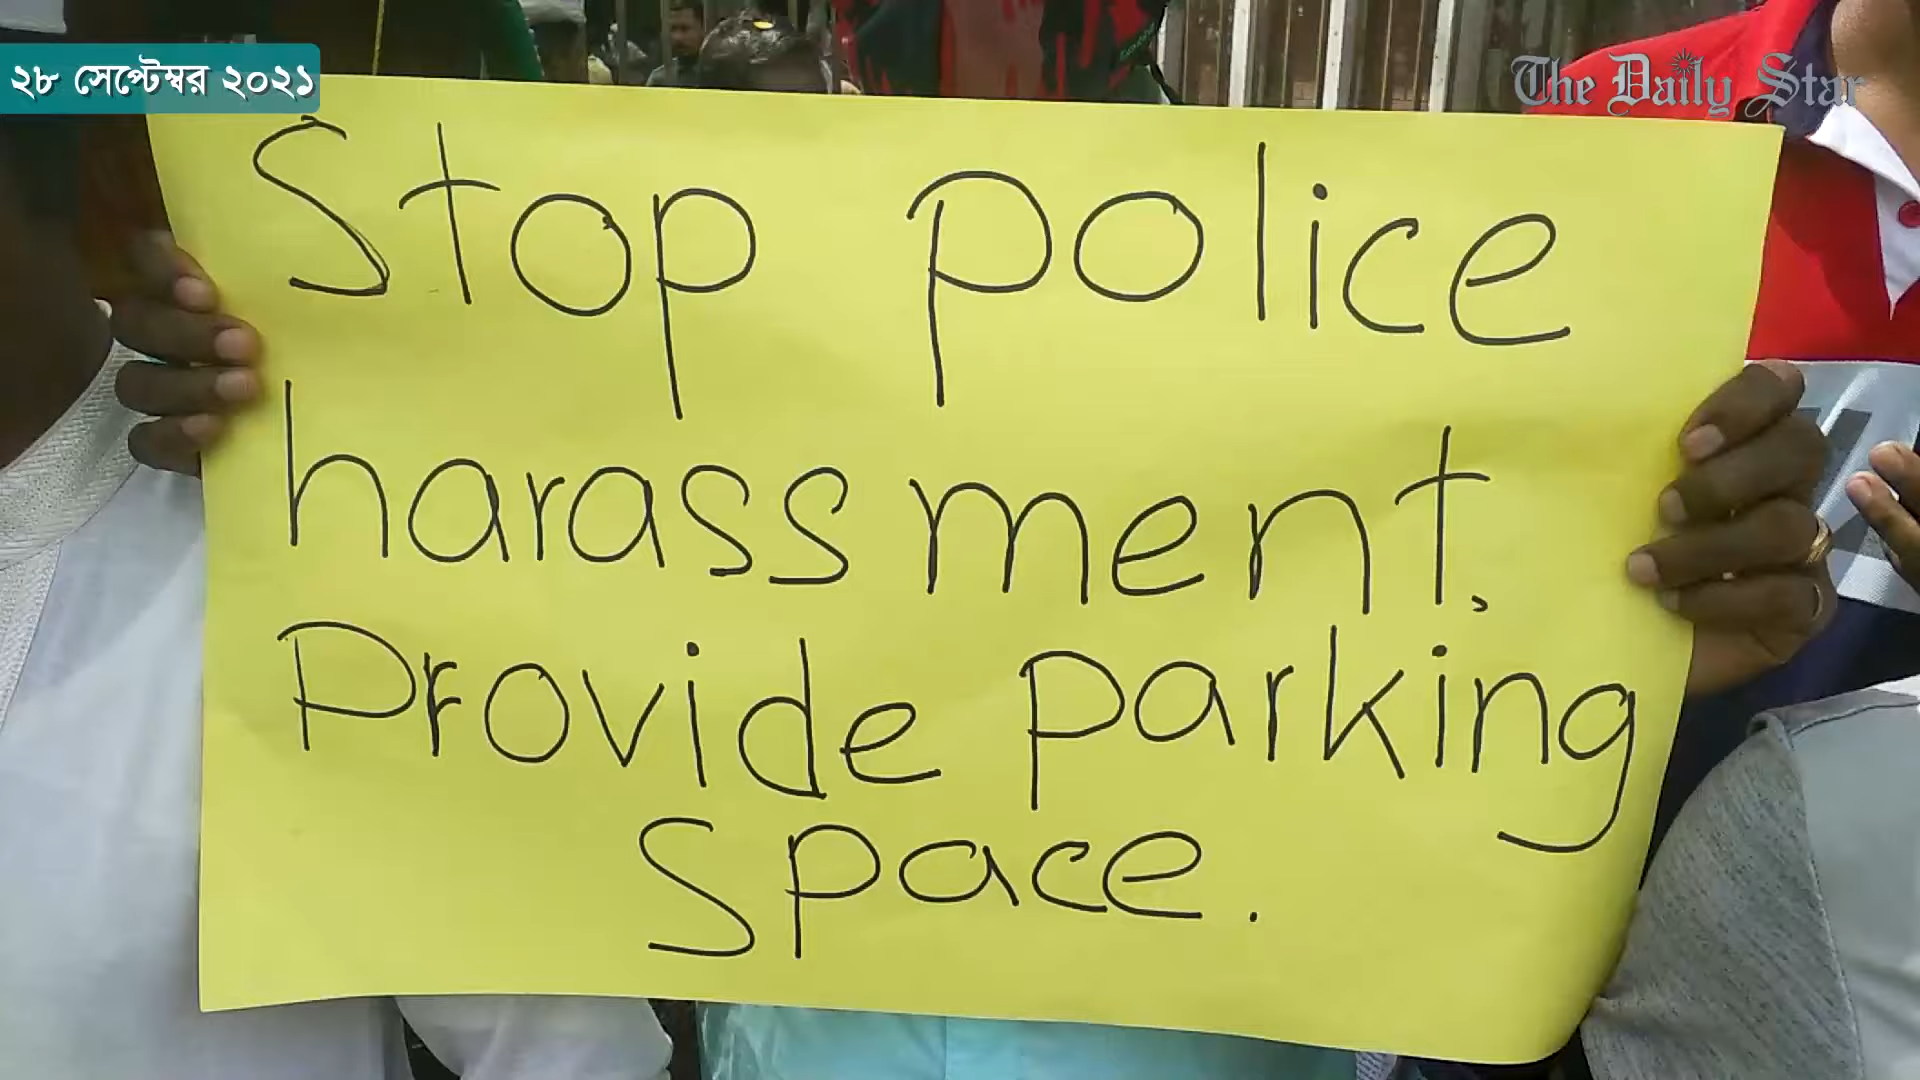 ২৮ সেপ্টেম্বর ২০২১
The Daily Star
Stop police
harassment.
Provide parking
space.